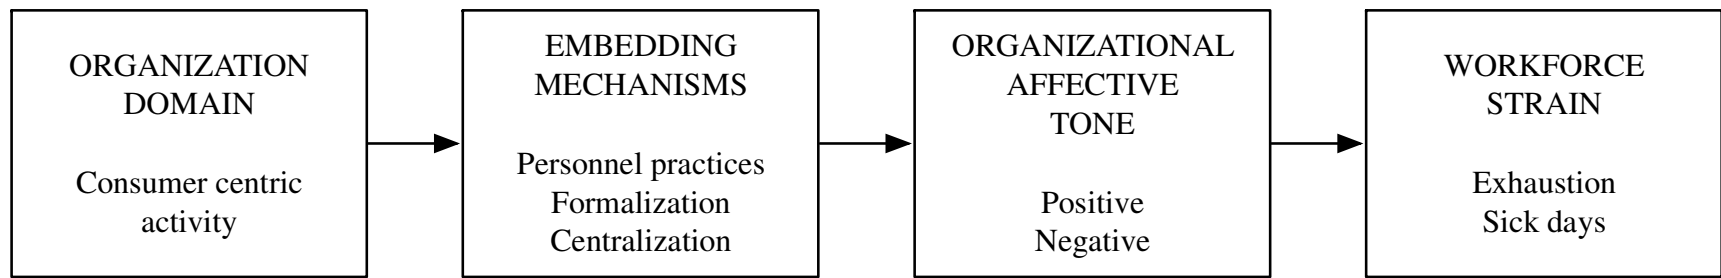 ORGANIZATION
DOMAIN
Consumer centric
activity
EMBEDDING
MECHANISMS
Personnel practices
Formalization
Centralization
ORGANIZATIONAL
AFFECTIVE
TONE
Positive
Negative
WORKFORCE
STRAIN
Exhaustion
Sick days